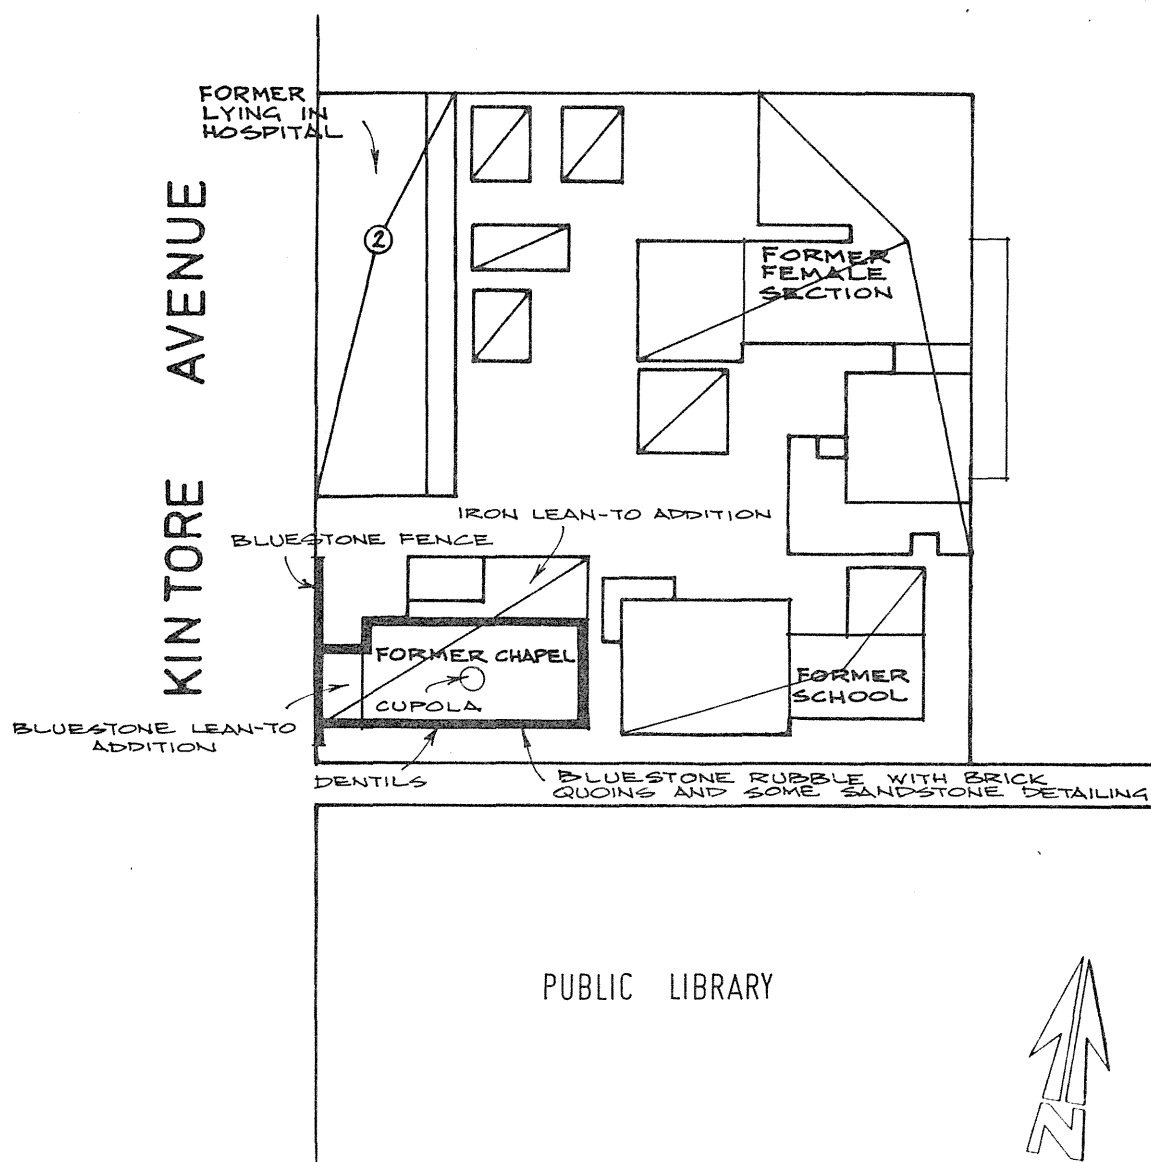 FORMER
LYING IN
HOSPITAL
KINTORE AVENUE
2
FORMER
FEMALE
SECTION
IRON LEAN-TO ADDITION
BLUESTONE FENCE
FORMER CHAPEL
CUPOLA
FORMER
SCHOOL
BLUESTONE LEAN-TO
ADDITION
DENTILS
BLUESTONE RUBBLE WITH BRICK
QUOINS AND SOME SANDSTONE DETAILING
PUBLIC LIBRARY
N